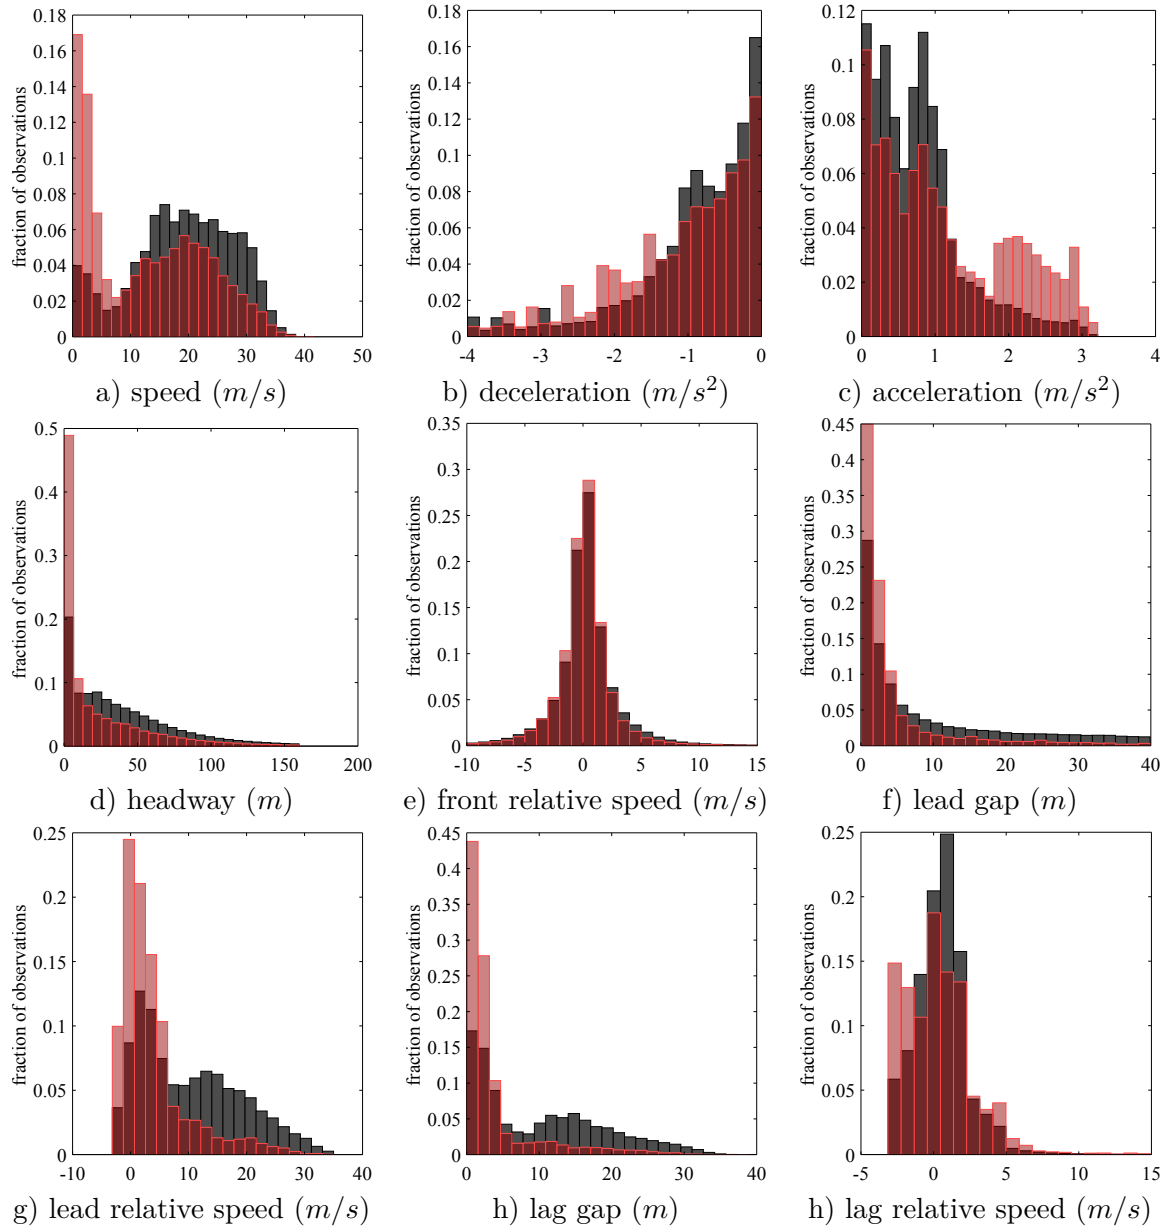 0.18
0.16
0.14
0.12
0.1
0.08
0.06
0.04
0.02
0
fraction of observations
0 10 20 30 40 50
a) speed (m/s)
0.18
0.16
0.14
0.12
0.1
0.08
0.06
0.04
0.02
0
fraction of observations
-4 -3 -2 -1 0
b) deceleration (m/s²)
0.12
0.1
0.08
0.06
0.04
0.02
0
fraction of observations
0 1 2 3 4
c) acceleration (m/s²)
0.5
0.4
0.3
0.2
0.1
0
fraction of observations
0 50 100 150 200
d) headway (m)
0.35
0.3
0.25
0.2
0.15
0.1
0.05
0
fraction of observations
-10 -5 0 5 10 15
e) front relative speed (m/s)
0.45
0.4
0.35
0.3
0.25
0.2
0.15
0.1
0.05
0
fraction of observations
0 10 20 30 40
f) lead gap (m)
0.25
0.2
0.15
0.1
0.05
0
fraction of observations
-10 0 10 20 30 40
g) lead relative speed (m/s)
0.45
0.4
0.35
0.3
0.25
0.2
0.15
0.1
0.05
0
fraction of observations
0 10 20 30 40
h) lag gap (m)
0.25
0.2
0.15
0.1
0.05
0
fraction of observations
-5 0 5 10 15
h) lag relative speed (m/s)